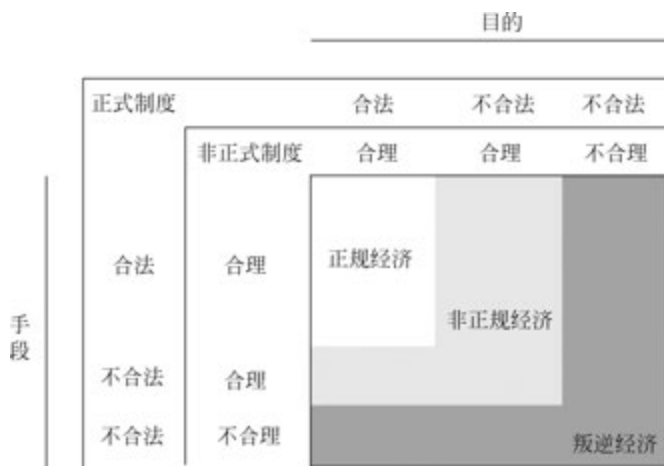 目的
正式制度 合法 不合法 不合法
非正式制度 合理 合理 不合理
手段
合法 合理 正规经济
非正规经济
不合法 合理
不合法 不合理
叛逆经济